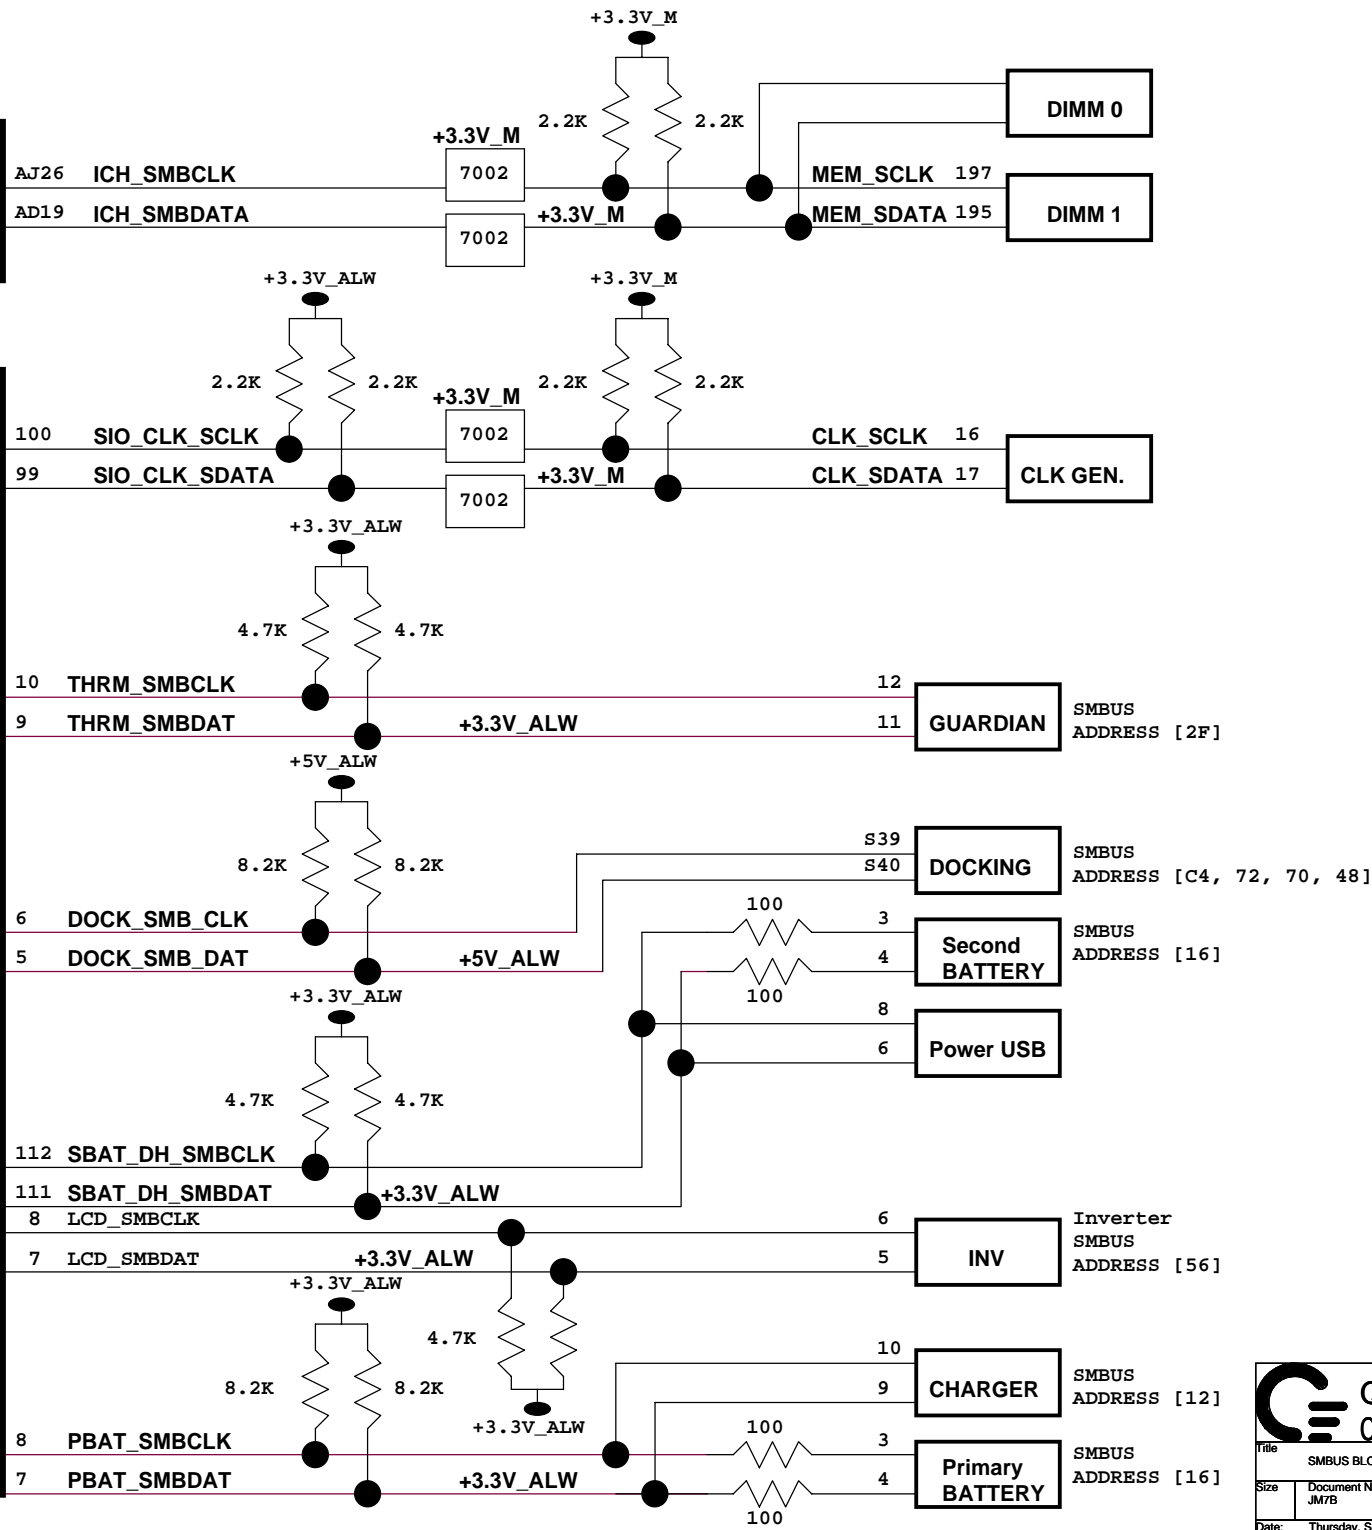 +3.3V_M
2.2K 2.2K
DIMM 0
+3.3V_M
AJ26 ICH_SMBCLK 7002 MEM_SCLK 197
AD19 ICH_SMBDATA +3.3V_M MEM_SDATA 195 DIMM 1
7002
+3.3V_ALW +3.3V_M
2.2K 2.2K 2.2K 2.2K
+3.3V_M
100 SIO_CLK_SCLK 7002 CLK_SCLK 16
99 SIO_CLK_SDATA +3.3V_M CLK_SDATA 17 CLK GEN.
7002
+3.3V_ALW
4.7K 4.7K
10 THRM_SMBCLK 12
9 THRM_SMBDAT +3.3V_ALW 11 GUARDIAN
SMBUS
ADDRESS [2F]
+5V_ALW
8.2K 8.2K
S39
S40 DOCKING
SMBUS
ADDRESS [C4, 72, 70, 48]
6 DOCK_SMB_CLK
5 DOCK_SMB_DAT +5V_ALW
100 3
4
100
Second
BATTERY
SMBUS
ADDRESS [16]
+3.3V_ALW
8
6 Power USB
4.7K 4.7K
112 SBAT_DH_SMBCLK
111 SBAT_DH_SMBDAT +3.3V_ALW
8 LCD_SMBCLK 6
7 LCD_SMBDAT +3.3V_ALW 5 INV
Inverter
SMBUS
ADDRESS [56]
+3.3V_ALW
4.7K
8.2K 8.2K
+3.3V_ALW
10
9 CHARGER
SMBUS
ADDRESS [12]
8 PBAT_SMBCLK 100 3
7 PBAT_SMBDAT +3.3V_ALW 4
100
Primary
BATTERY
SMBUS
ADDRESS [16]
Title
SMBUS BLO
Size Document N
JM7B
Date: Thursday, S